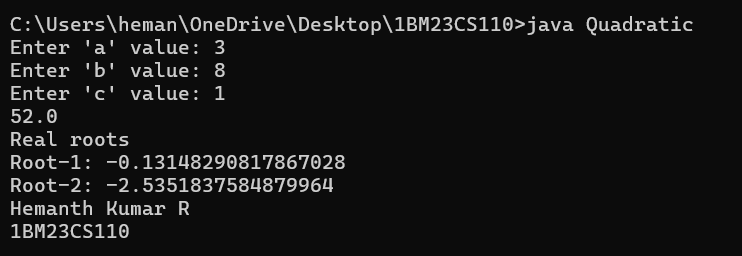 C:\Users\heman\OneDrive\Desktop\1BM23CS110>java Quadratic
Enter 'a' value: 3
Enter 'b' value: 8
Enter 'c' value: 1
52.0
Real roots
Root-1: -0.13148290817867028
Root-2: -2.5351837584879964
Hemanth Kumar R
1BM23CS110